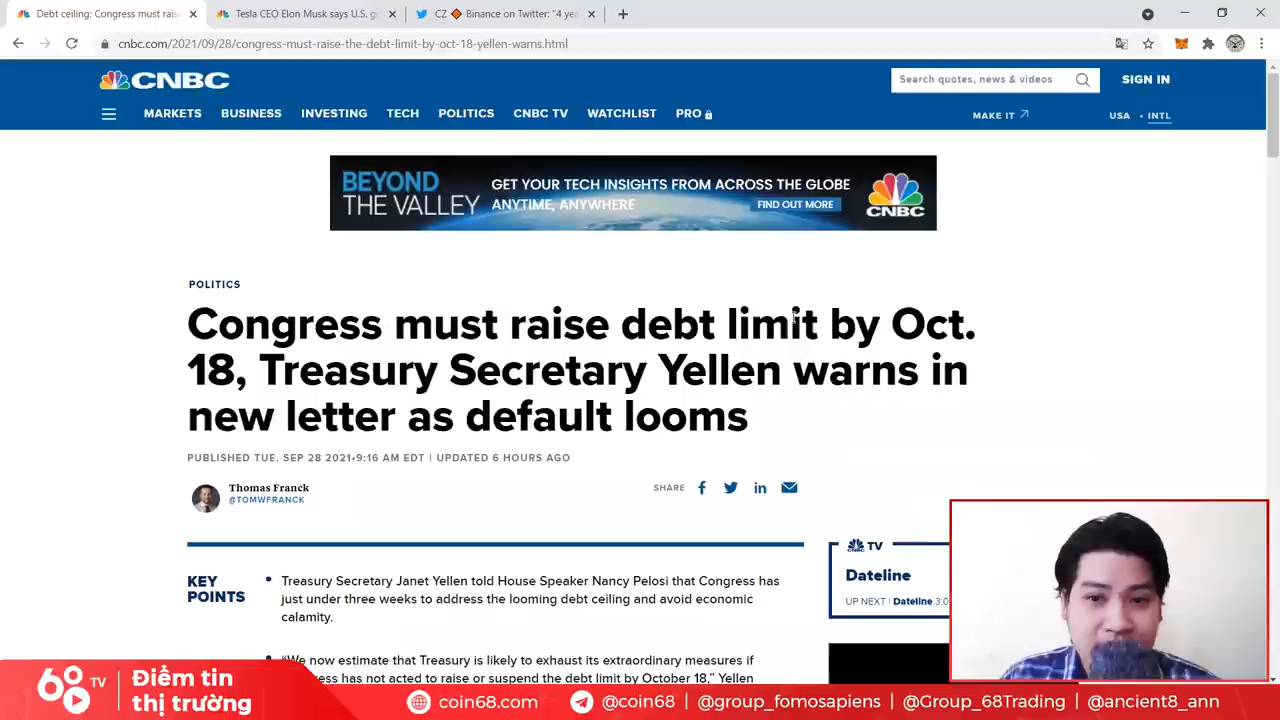 Debt ceiling: Congress must rais
Tesla CEO Elon Musk says U.S. g
CZ Binance on Twitter: "4 yea
cnbc.com/2021/09/28/congress-must-raise-the-debt-limit-by-oct-18-yellen-warns.html
CNBC
Search quotes, news & videos
SIGN IN
MARKETS BUSINESS INVESTING TECH POLITICS CNBC TV WATCHLIST PRO
MAKE IT
USA • INTL
BEYOND
THE VALLEY
GET YOUR TECH INSIGHTS FROM ACROSS THE GLOBE
ANYTIME, ANYWHERE
FIND OUT MORE
CNBC
POLITICS
Congress must raise debt limit by Oct.
18, Treasury Secretary Yellen warns in
new letter as default looms
PUBLISHED TUE, SEP 28 2021•9:16 AM EDT | UPDATED 6 HOURS AGO
Thomas Franck
@TOMWFRANCK
SHARE
KEY
POINTS
Treasury Secretary Janet Yellen told House Speaker Nancy Pelosi that Congress has
just under three weeks to address the looming debt ceiling and avoid economic
calamity.
"We now estimate that Treasury is likely to exhaust its extraordinary measures if
gress has not acted to raise or suspend the debt limit by October 18," Yellen
CNBC TV
Dateline
UP NEXT | Dateline 3:0
68 TV
Điểm tin
thị trường
coin68.com
@coin68 | @group_fomosapiens | @Group_68Trading | @ancient8_ann